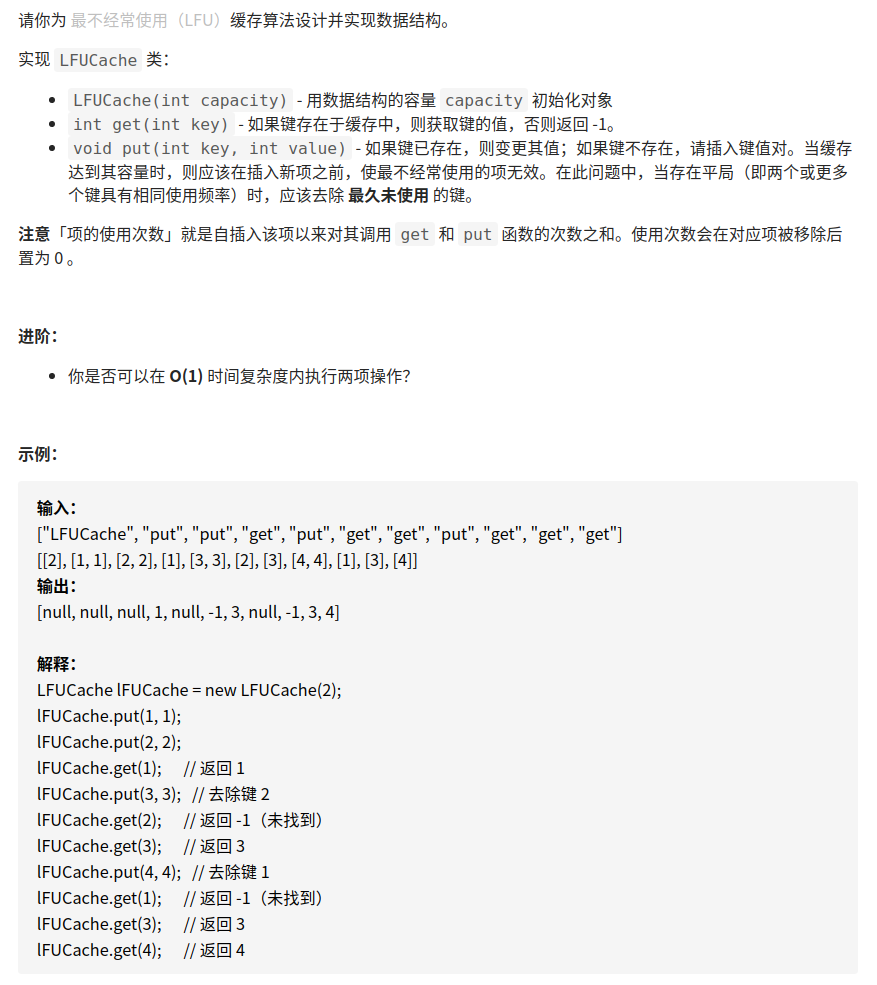 请你为 最不经常使用（LFU）缓存算法设计并实现数据结构。
实现 LFUCache 类：
• LFUCache(int capacity) - 用数据结构的容量 capacity 初始化对象
• int get(int key) - 如果键存在于缓存中，则获取键的值，否则返回 -1。
• void put(int key, int value) - 如果键已存在，则变更其值；如果键不存在，请插入键值对。当缓存
达到其容量时，则应该在插入新项之前，使最不经常使用的项无效。在此问题中，当存在平局（即两个或更多
个键具有相同使用频率）时，应该去除 最久未使用 的键。
注意「项的使用次数」就是自插入该项以来对其调用 get 和 put 函数的次数之和。使用次数会在对应项被移除后
置为 0 。
进阶：
• 你是否可以在 O(1) 时间复杂度内执行两项操作？
示例：
输入：
["LFUCache", "put", "put", "get", "put", "get", "get", "put", "get", "get", "get"]
[[2], [1, 1], [2, 2], [1], [3, 3], [2], [3], [4, 4], [1], [3], [4]]
输出：
[null, null, null, 1, null, -1, 3, null, -1, 3, 4]
解释：
LFUCache lFUCache = new LFUCache(2);
lFUCache.put(1, 1);
lFUCache.put(2, 2);
lFUCache.get(1); // 返回 1
lFUCache.put(3, 3); // 去除键 2
lFUCache.get(2); // 返回 -1（未找到）
lFUCache.get(3); // 返回 3
lFUCache.put(4, 4); // 去除键 1
lFUCache.get(1); // 返回 -1（未找到）
lFUCache.get(3); // 返回 3
lFUCache.get(4); // 返回 4